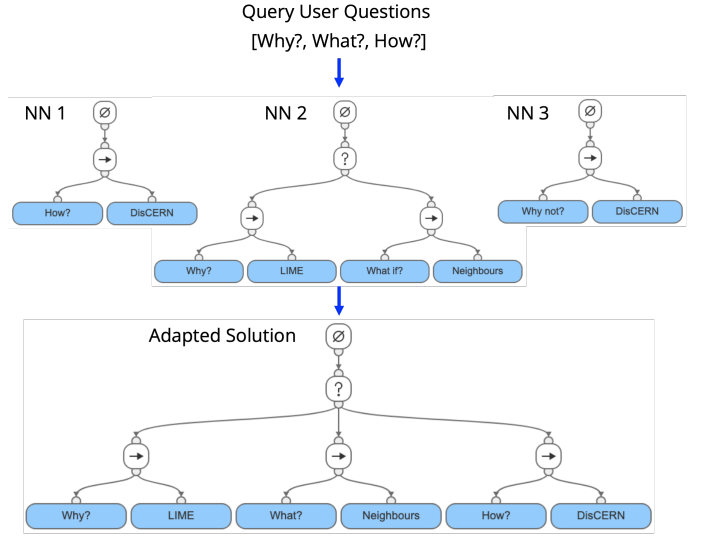 Query User Questions
[Why?, What?, How?]
NN 1
NN 2
NN 3
∅
∅
∅
→
?
→
How?
DisCERN
→
→
Why not?
DisCERN
Why?
LIME
What if?
Neighbours
Adapted Solution
∅
?
→
→
→
Why?
LIME
What?
Neighbours
How?
DisCERN